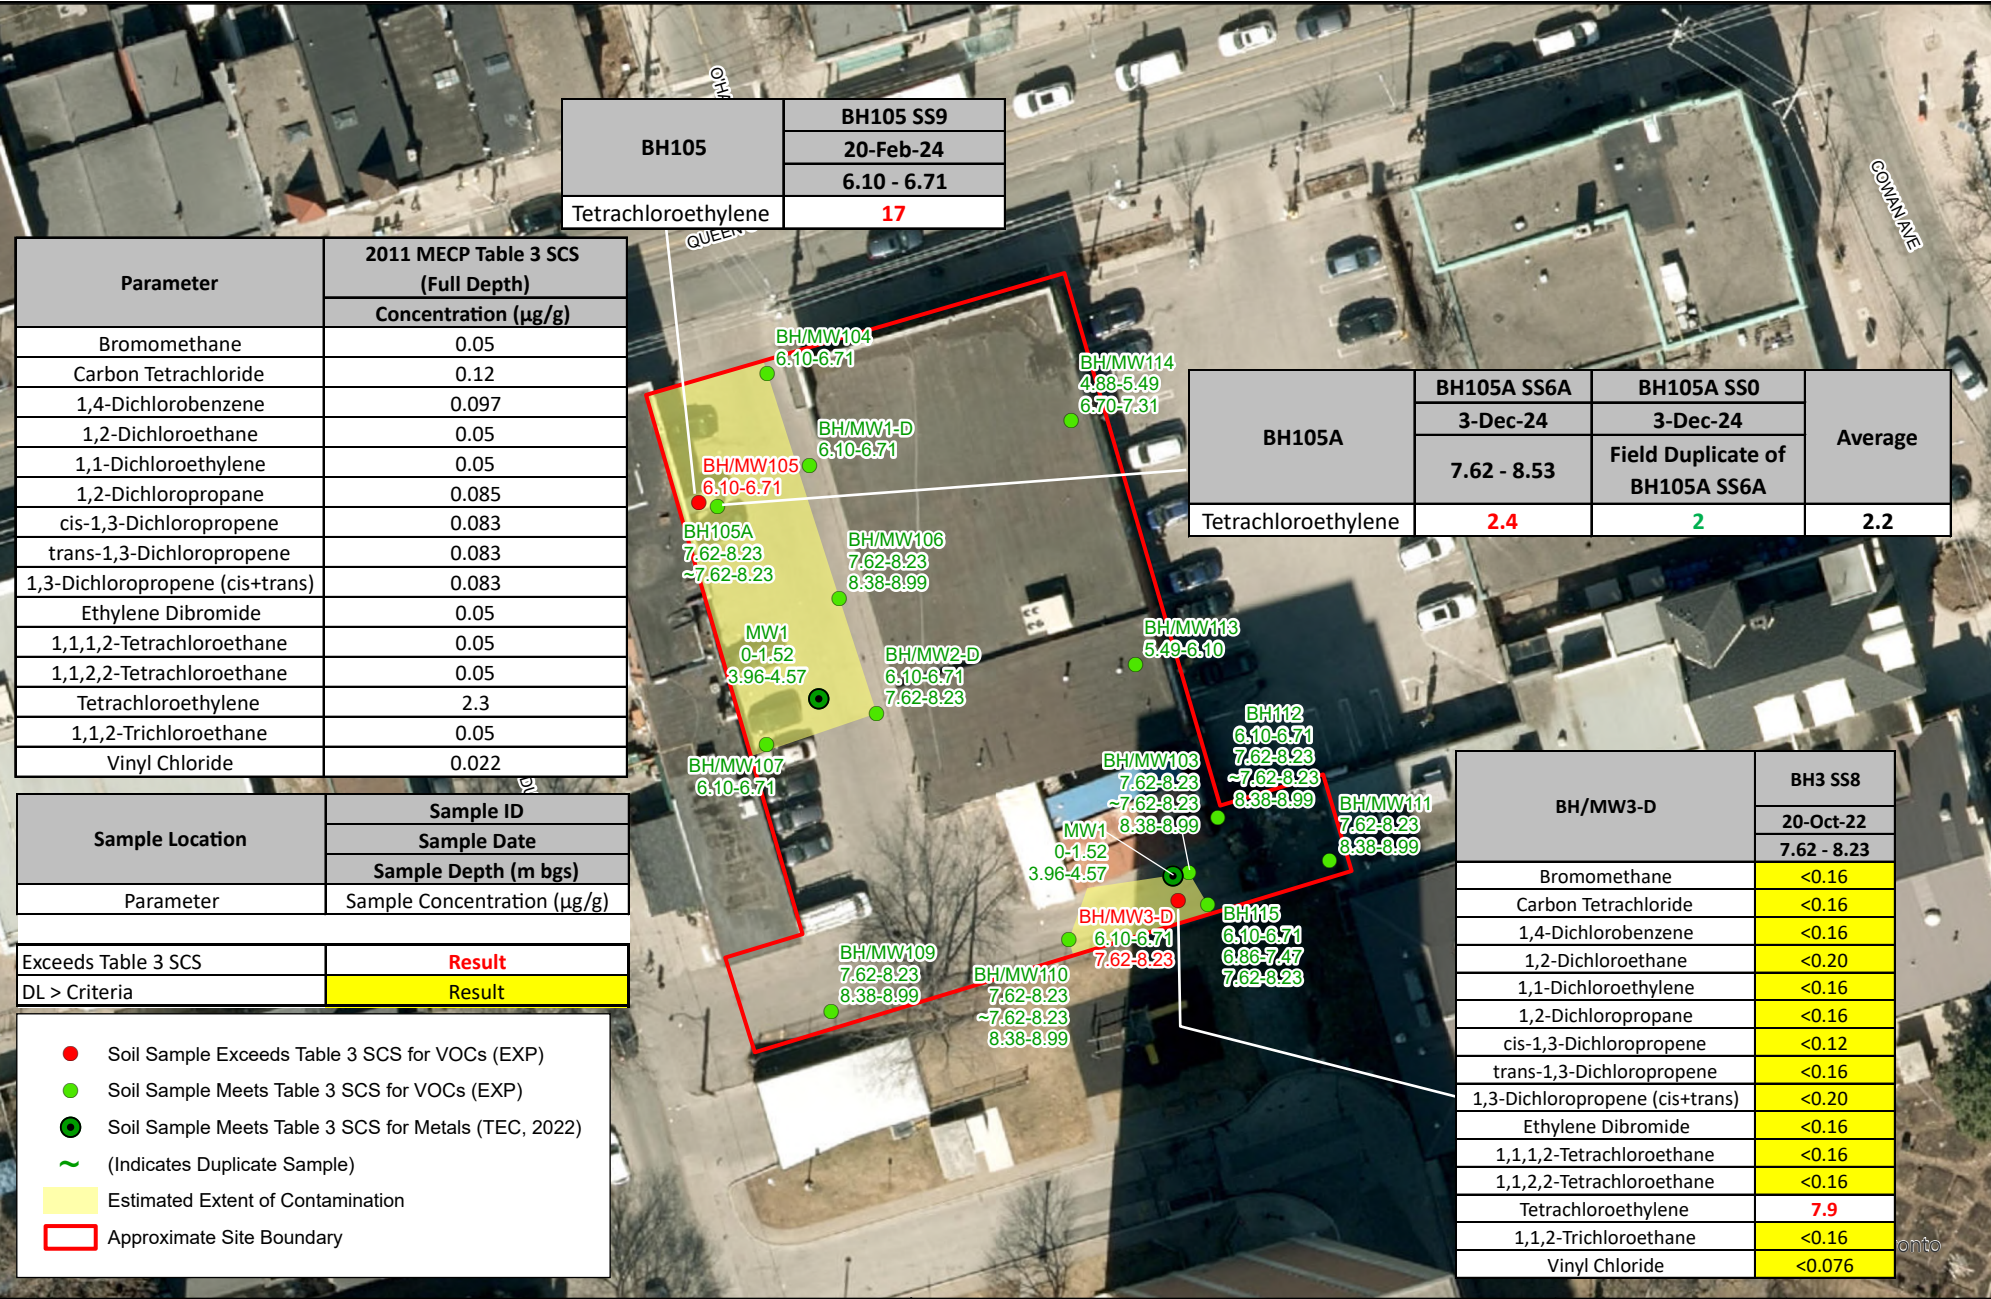 O'HA
QUEEN
COWAN AVE
BH105
BH105 SS9
20-Feb-24
6.10 - 6.71
Tetrachloroethylene 17
Parameter
2011 MECP Table 3 SCS
(Full Depth)
Concentration (µg/g)
Bromomethane 0.05
Carbon Tetrachloride 0.12
1,4-Dichlorobenzene 0.097
1,2-Dichloroethane 0.05
1,1-Dichloroethylene 0.05
1,2-Dichloropropane 0.085
cis-1,3-Dichloropropene 0.083
trans-1,3-Dichloropropene 0.083
1,3-Dichloropropene (cis+trans) 0.083
Ethylene Dibromide 0.05
1,1,1,2-Tetrachloroethane 0.05
1,1,2,2-Tetrachloroethane 0.05
Tetrachloroethylene 2.3
1,1,2-Trichloroethane 0.05
Vinyl Chloride 0.022
DU
Sample Location
Sample ID
Sample Date
Sample Depth (m bgs)
Parameter Sample Concentration (µg/g)
Exceeds Table 3 SCS Result
DL > Criteria Result
Soil Sample Exceeds Table 3 SCS for VOCs (EXP)
Soil Sample Meets Table 3 SCS for VOCs (EXP)
Soil Sample Meets Table 3 SCS for Metals (TEC, 2022)
~ (Indicates Duplicate Sample)
Estimated Extent of Contamination
Approximate Site Boundary
BH/MW104
6.10-6.71
BH/MW114
4.88-5.49
6.70-7.31
BH/MW1-D
6.10-6.71
BH/MW105
6.10-6.71
BH105A
7.62-8.23
~7.62-8.23
BH/MW106
7.62-8.23
8.38-8.99
MW1
0-1.52
3.96-4.57
BH/MW2-D
6.10-6.71
7.62-8.23
BH/MW113
5.49-6.10
BH/MW107
6.10-6.71
BH112
6.10-6.71
7.62-8.23
~7.62-8.23
8.38-8.99
BH/MW103
7.62-8.23
~7.62-8.23
8.38-8.99
BH/MW111
7.62-8.23
8.38-8.99
MW1
0-1.52
3.96-4.57
BH/MW3-D
6.10-6.71
7.62-8.23
BH115
6.10-6.71
6.86-7.47
7.62-8.23
BH/MW109
7.62-8.23
8.38-8.99
BH/MW110
7.62-8.23
~7.62-8.23
8.38-8.99
BH105A
BH105A SS6A BH105A SS0 Average
3-Dec-24 3-Dec-24
7.62 - 8.53
Field Duplicate of
BH105A SS6A
Tetrachloroethylene 2.4 2 2.2
BH/MW3-D
BH3 SS8
20-Oct-22
7.62 - 8.23
Bromomethane <0.16
Carbon Tetrachloride <0.16
1,4-Dichlorobenzene <0.16
1,2-Dichloroethane <0.20
1,1-Dichloroethylene <0.16
1,2-Dichloropropane <0.16
cis-1,3-Dichloropropene <0.12
trans-1,3-Dichloropropene <0.16
1,3-Dichloropropene (cis+trans) <0.20
Ethylene Dibromide <0.16
1,1,1,2-Tetrachloroethane <0.16
1,1,2,2-Tetrachloroethane <0.16
Tetrachloroethylene 7.9
1,1,2-Trichloroethane <0.16
Vinyl Chloride <0.076
onto